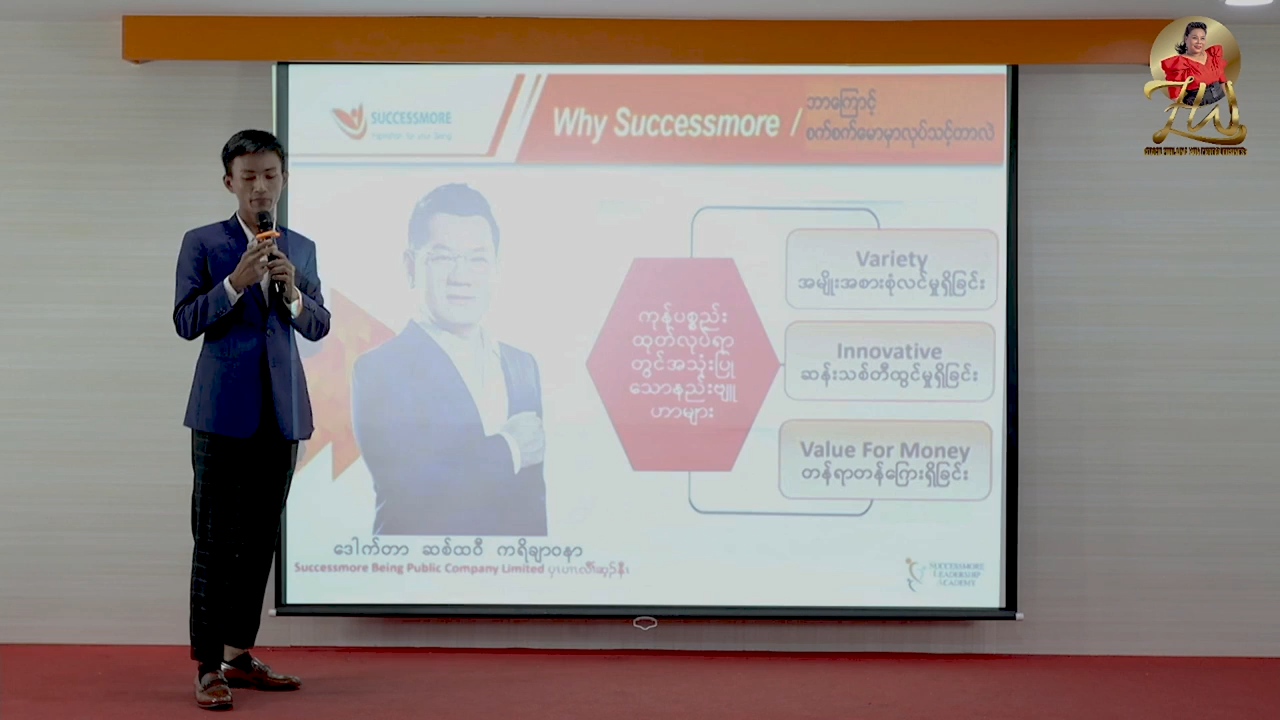 SUCCESSMORE
Why Successmore /
ဘာကြောင့်
စက်စက်မောမှာလုပ်သင့်တာလဲ
Variety
အမျိုးအစားစုံလင်မှုရှိခြင်း
ကုန်ပစ္စည်း
ထုတ်လုပ်ရာ
တွင်အသုံးပြု
သောနည်းဗျူ
ဟာများ
Innovative
ဆန်းသစ်တီထွင်မှုရှိခြင်း
Value For Money
တန်ရာတန်ကြေးရှိခြင်း
ဒေါက်တာ ဆစ်ထဝီ ကရိချာဝနာ
Successmore Being Public Company Limited
SUCCESSMORE
LEADERSHIP
ACADEMY